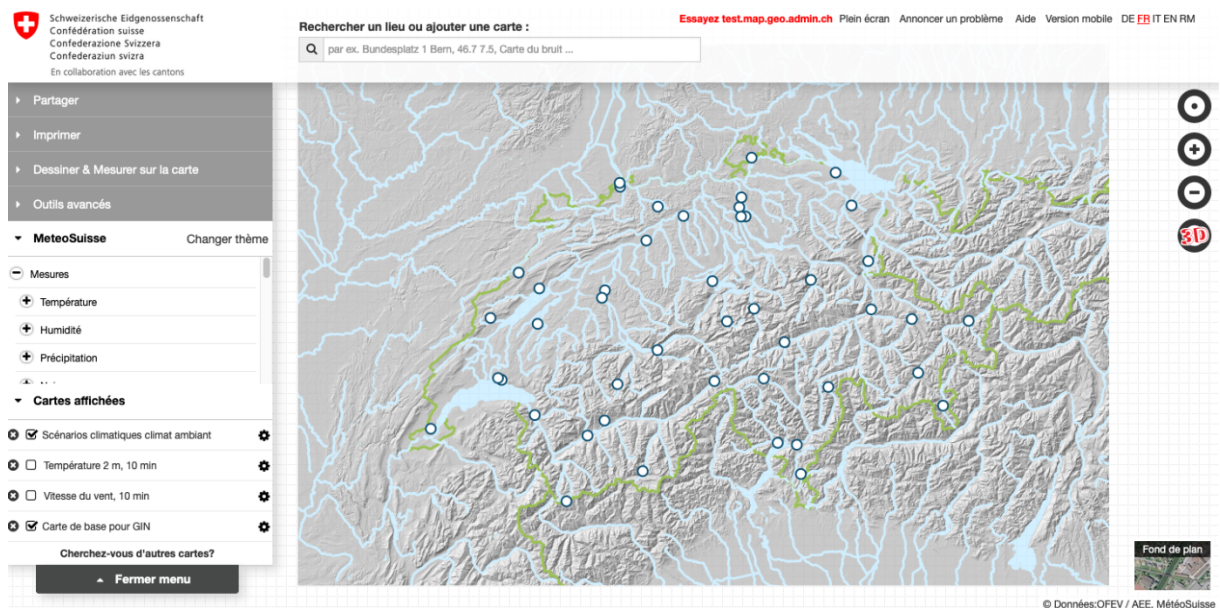 Schweizerische Eidgenossenschaft
Confédération suisse
Confederazione Svizzera
Confederaziun svizra
En collaboration avec les cantons
Rechercher un lieu ou ajouter une carte :
par ex. Bundesplatz 1 Bern, 46.7 7.5, Carte du bruit ...
Essayez test.map.geo.admin.ch Plein écran Annoncer un problème Aide Version mobile DE FR IT EN RM
Partager
Imprimer
Dessiner & Mesurer sur la carte
Outils avancés
MeteoSuisse Changer thème
Mesures
Température
Humidité
Précipitation
Cartes affichées
Scénarios climatiques climat ambiant
Température 2 m, 10 min
Vitesse du vent, 10 min
Carte de base pour GIN
Cherchez-vous d'autres cartes?
Fermer menu
3D
Fond de plan
© Données:OFEV / AEE, MétéoSuisse